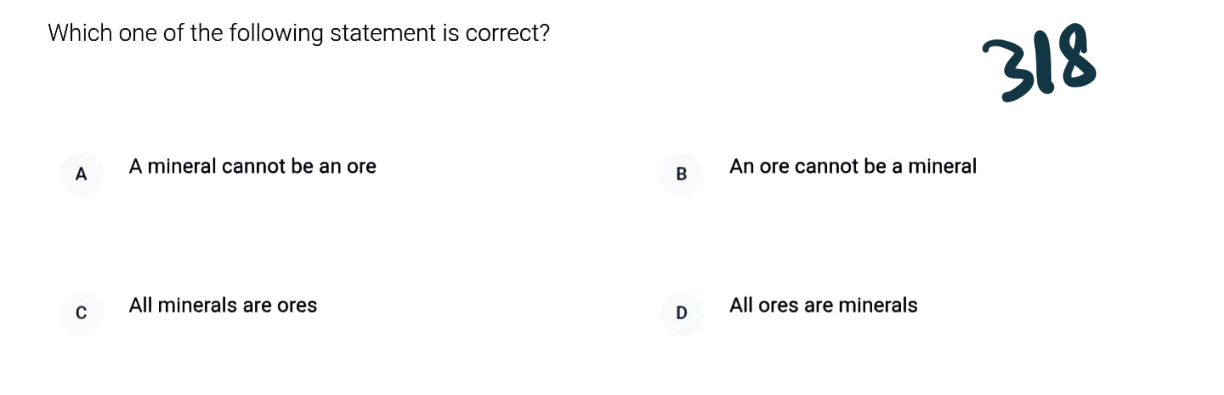 Which one of the following statement is correct?
318
A A mineral cannot be an ore
B An ore cannot be a mineral
C All minerals are ores
D All ores are minerals